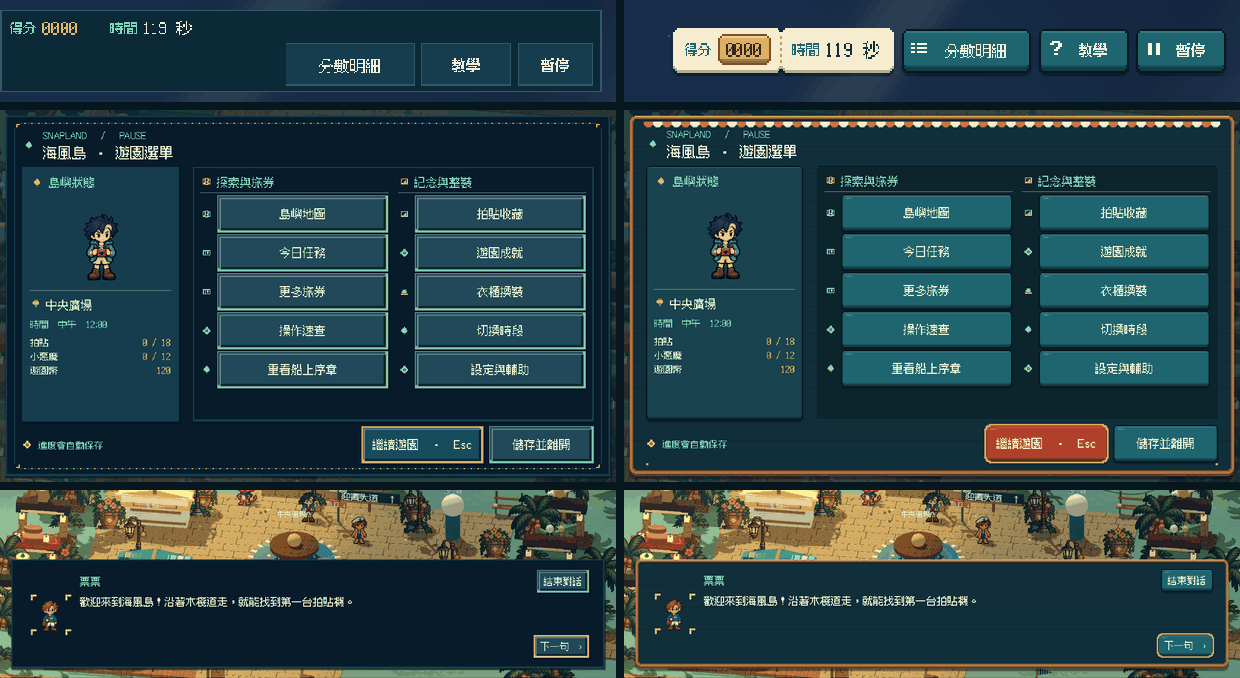 得分 0000 時間 119 秒
分數明細 教學 暫停
得分 0000 時間 119 秒 分數明細 ? 教學 暫停
SNAPLAND / PAUSE
海風島 · 遊園選單
島嶼狀態
中央廣場
時間 中午 12:00
拍貼 0 / 18
小惡魔 0 / 12
遊園幣 120
探索與旅券
島嶼地圖
今日任務
更多旅券
操作速查
重看船上序章
記念與整裝
拍貼收藏
遊園成就
衣櫃換裝
切換時段
設定與輔助
進度會自動保存
繼續遊園 · Esc
儲存並離開
SNAPLAND / PAUSE
海風島 · 遊園選單
島嶼狀態
中央廣場
時間 中午 12:00
拍貼 0 / 18
小惡魔 0 / 12
遊園幣 120
探索與旅券
島嶼地圖
今日任務
更多旅券
操作速查
重看船上序章
記念與整裝
拍貼收藏
遊園成就
衣櫃換裝
切換時段
設定與輔助
進度會自動保存
繼續遊園 · Esc
儲存並離開
票票
結束對話
歡迎來到海風島！沿著木棧道走，就能找到第一台拍貼機。
下一句 ›
票票
結束對話
歡迎來到海風島！沿著木棧道走，就能找到第一台拍貼機。
下一句 ›